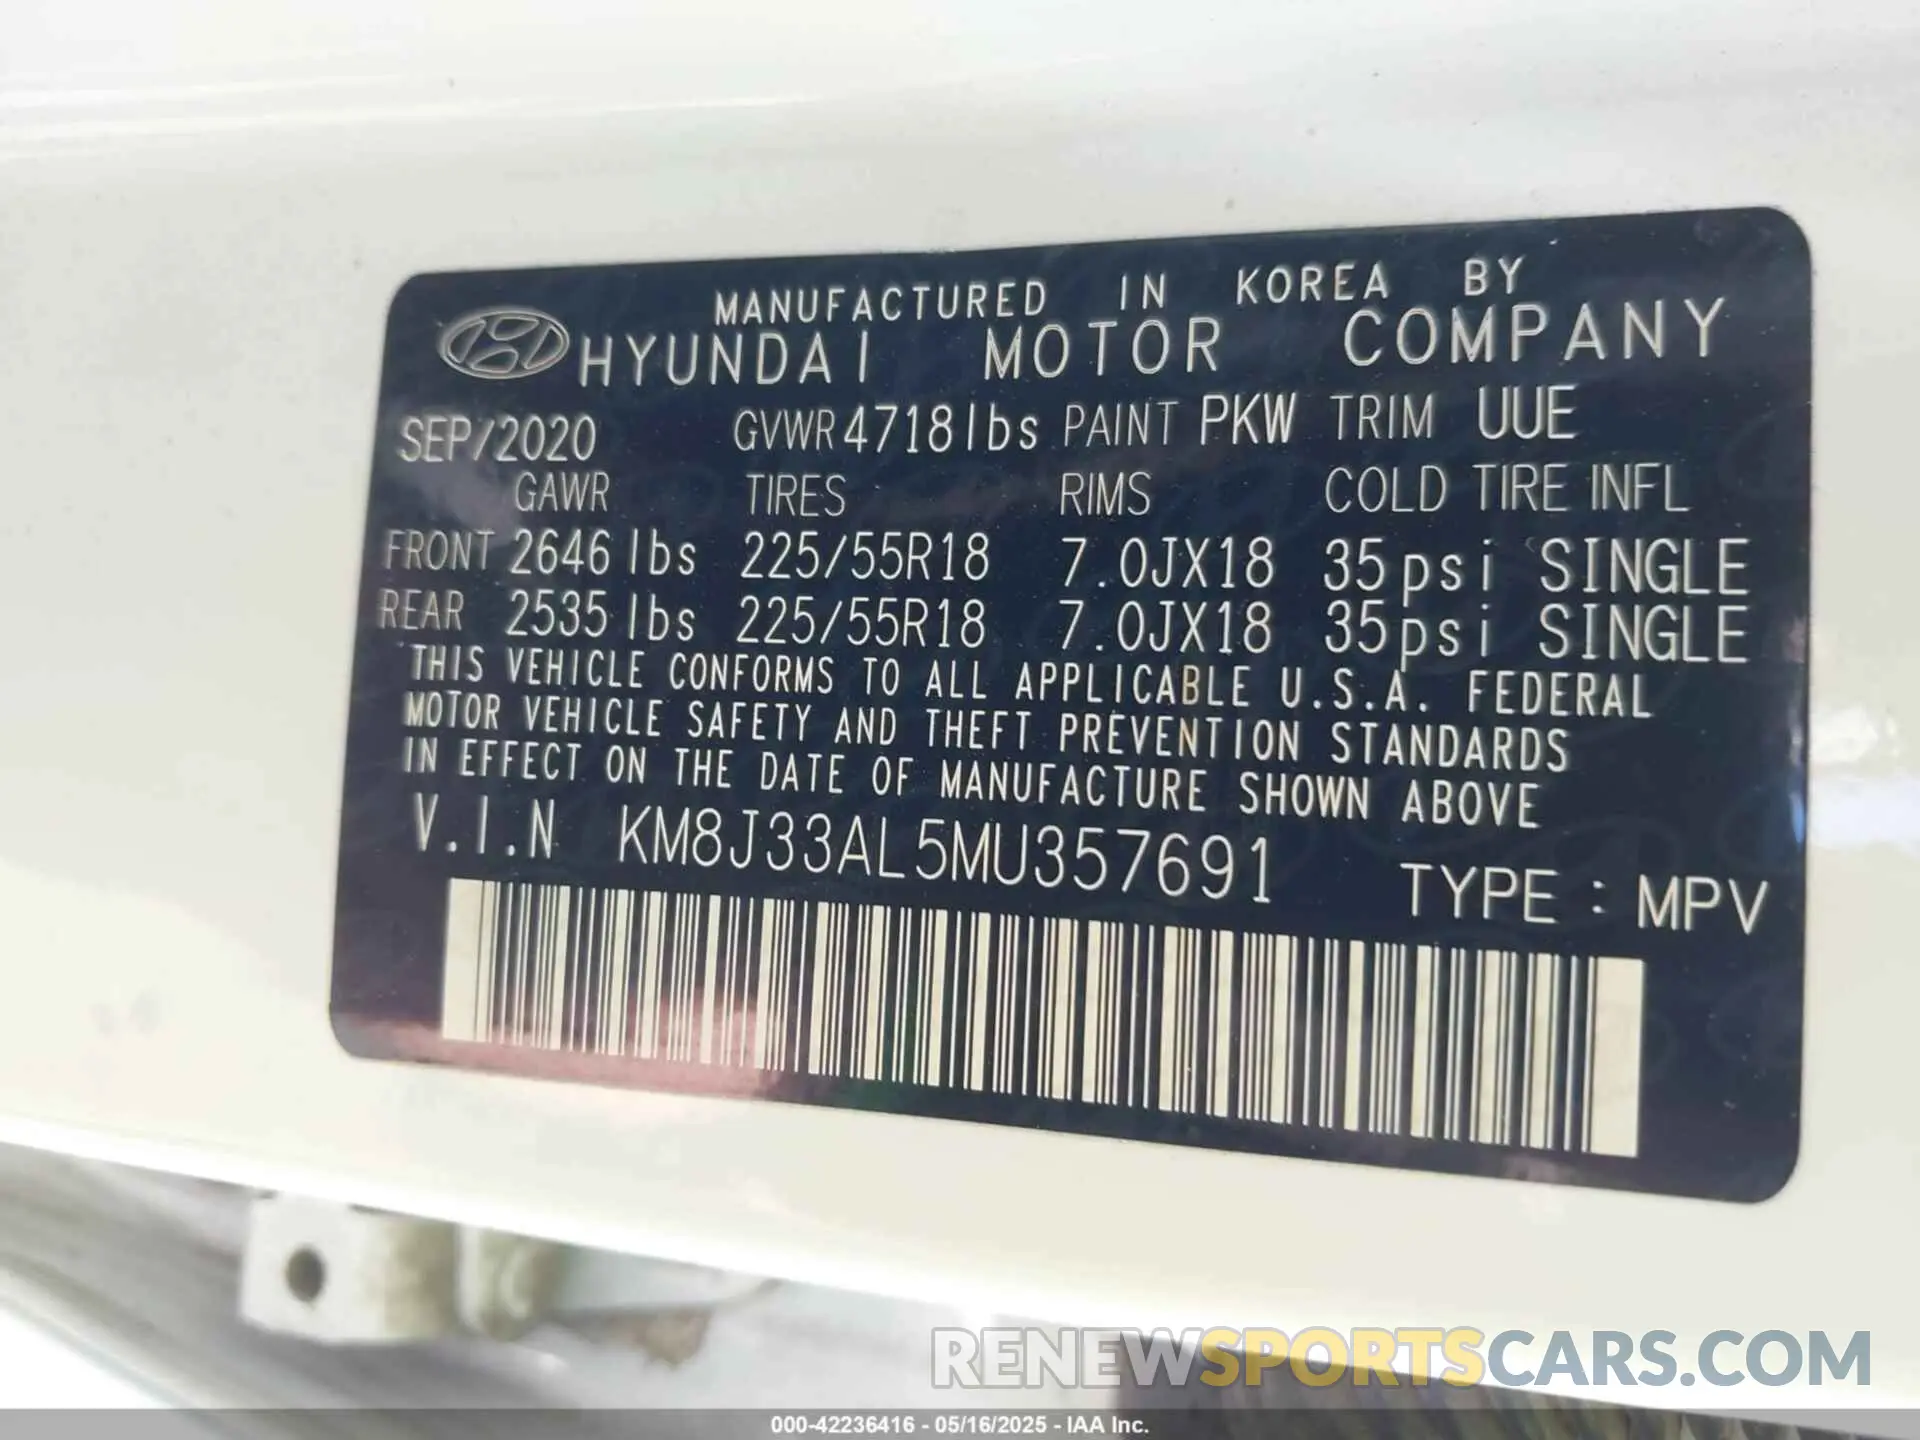 MANUFACTURED IN KOREA BY
HYUNDAI MOTOR COMPANY
SEP/2020 GVWR 4718lbs PAINT PKW TRIM UUE
GAWR TIRES RIMS COLD TIRE INFL
FRONT 2646lbs 225/55R18 7.0JX18 35psi SINGLE
REAR 2535lbs 225/55R18 7.0JX18 35psi SINGLE
THIS VEHICLE CONFORMS TO ALL APPLICABLE U.S.A. FEDERAL
MOTOR VEHICLE SAFETY AND THEFT PREVENTION STANDARDS
IN EFFECT ON THE DATE OF MANUFACTURE SHOWN ABOVE
V.I.N KM8J33AL5MU357691 TYPE : MPV
RENEWSPORTSCARS.COM
000-42236416 - 05/16/2025 - IAA Inc.